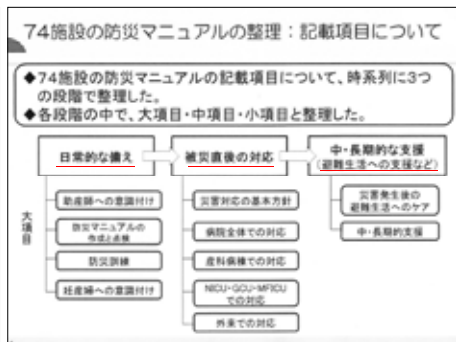 74施設の防災マニュアルの整理：記載項目について
◆74施設の防災マニュアルの記載項目について、時系列に3つ
の段階で整理した。
◆各段階の中で、大項目・中項目・小項目と整理した。
日常的な備え
被災直後の対応
中・長期的な支援
(避難生活への支援など)
大項目
助産師への意識付け
防災マニュアルの
作成と点検
防災訓練
妊産婦への意識付け
災害対応の基本方針
病院全体での対応
産科病棟での対応
NICU・GCU・MFICU
での対応
外来での対応
災害発生後の
避難生活へのケア
中・長期的支援